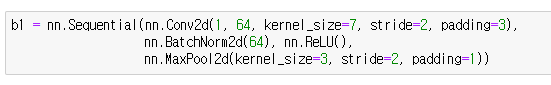 b1 = nn.Sequential(nn.Conv2d(1, 64, kernel_size=7, stride=2, padding=3),
                   nn.BatchNorm2d(64), nn.ReLU(),
                   nn.MaxPool2d(kernel_size=3, stride=2, padding=1))